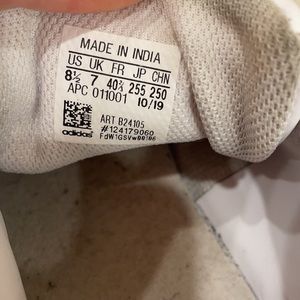 MADE IN INDIA
US UK FR JP CHN
8½ 7 40⅔ 255 250
APC 011001 10/19
ART B24105
#124179060
adidas